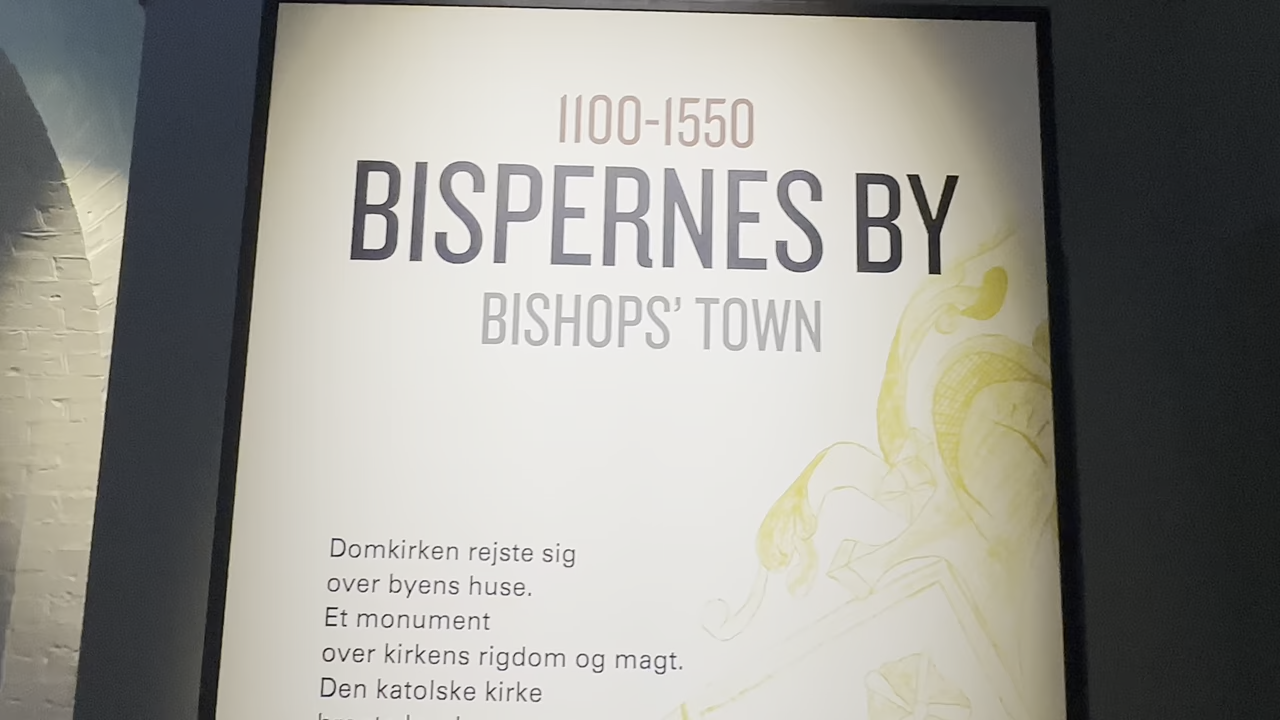 1100-1550
BISPERNES BY
BISHOPS' TOWN
Domkirken rejste sig
over byens huse.
Et monument
over kirkens rigdom og magt.
Den katolske kirke